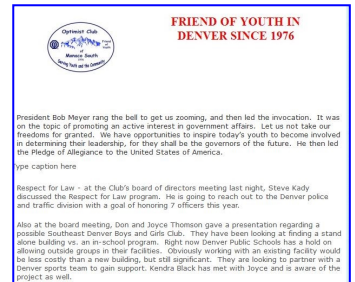 FRIEND OF YOUTH IN
DENVER SINCE 1976
Optimist Club
Friend
of
Youth
of
Monaco South
Serving Youth and the Community
President Bob Meyer rang the bell to get us zooming, and then led the invocation. It was
on the topic of promoting an active interest in government affairs. Let us not take our
freedoms for granted. We have opportunities to inspire today's youth to become involved
in determining their leadership, for they shall be the governors of the future. He then led
the Pledge of Allegiance to the United States of America.
Type caption here
Respect for Law - at the Club's board of directors meeting last night, Steve Kady
discussed the Respect for Law program. He is going to reach out to the Denver police
and traffic division with a goal of honoring 7 officers this year.
Also at the board meeting, Don and Joyce Thomson gave a presentation regarding a
possible Southeast Denver Boys and Girls Club. They have been looking at finding a stand
alone building vs. an in-school program. Right now Denver Public Schools has a hold on
allowing outside groups in their facilities. Obviously working with an existing facility would
be less costly than a new building, but still significant. They are looking to partner with a
Denver sports team to gain support. Kendra Black has met with Joyce and is aware of the
project as well.